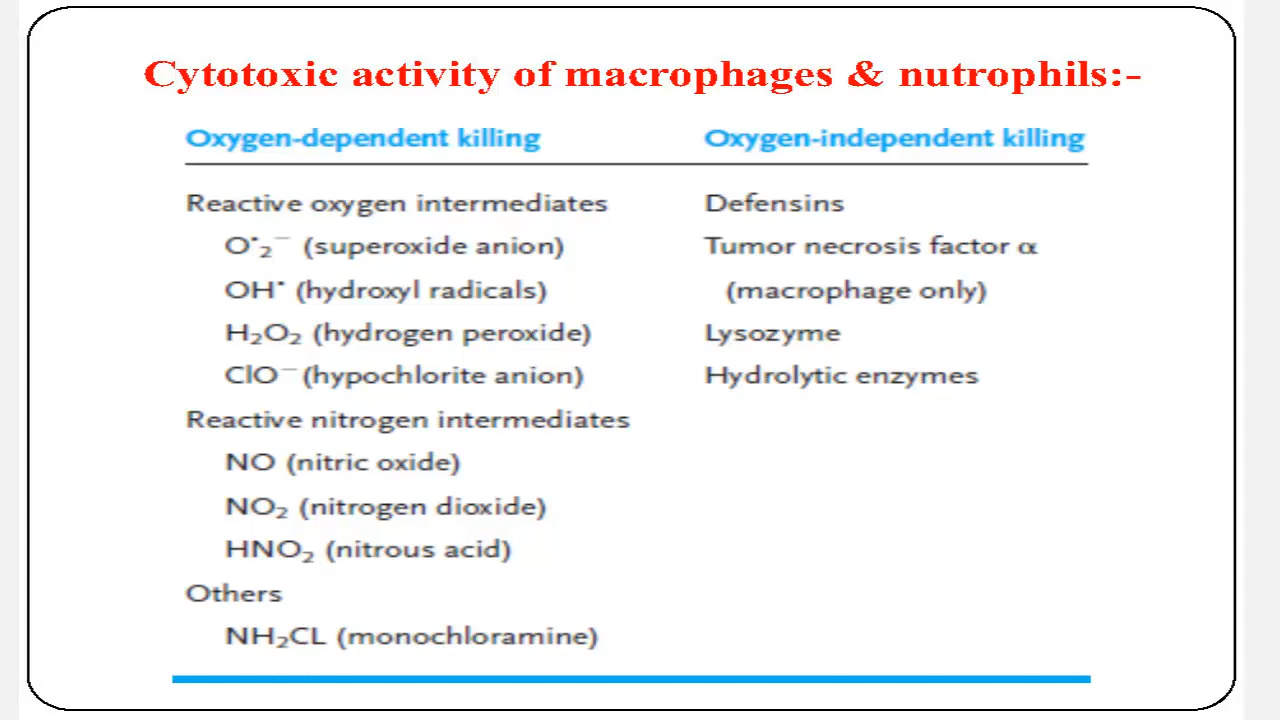 Cytotoxic activity of macrophages & nutrophils:-
Oxygen-dependent killing
Reactive oxygen intermediates
O•₂⁻ (superoxide anion)
OH• (hydroxyl radicals)
H₂O₂ (hydrogen peroxide)
ClO⁻ (hypochlorite anion)
Reactive nitrogen intermediates
NO (nitric oxide)
NO₂ (nitrogen dioxide)
HNO₂ (nitrous acid)
Others
NH₂CL (monochloramine)
Oxygen-independent killing
Defensins
Tumor necrosis factor α
(macrophage only)
Lysozyme
Hydrolytic enzymes